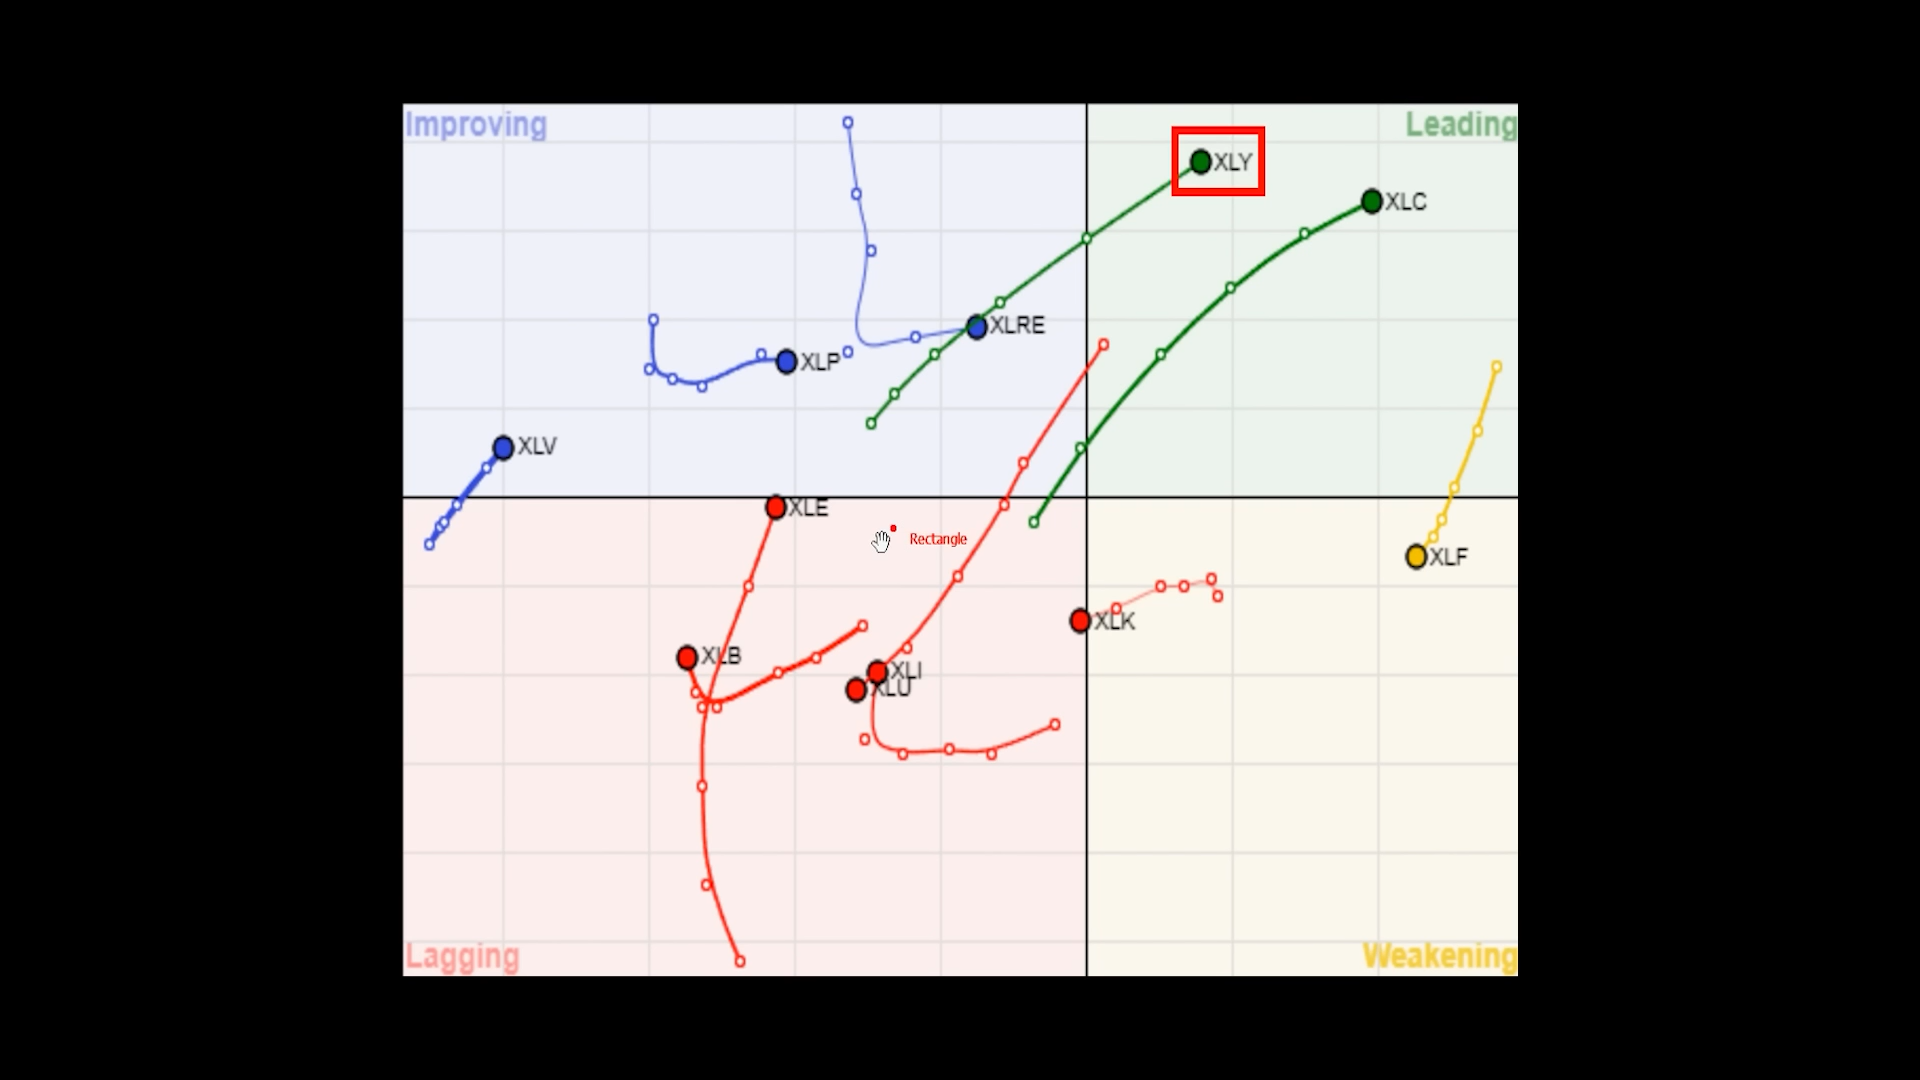 Improving
Leading
XLY
XLC
XLRE
XLP
XLV
XLE
Rectangle
XLF
XLK
XLB
XLI
XLU
Lagging
Weakening